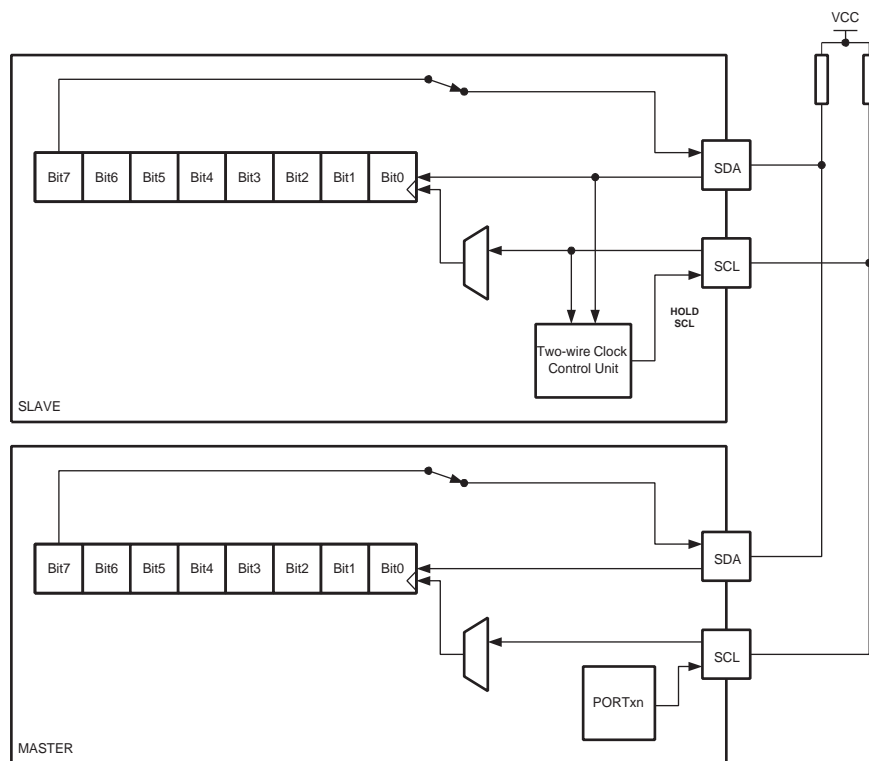 VCC
Bit7 Bit6 Bit5 Bit4 Bit3 Bit2 Bit1 Bit0
SDA
SCL
HOLD
SCL
Two-wire Clock
Control Unit
SLAVE
Bit7 Bit6 Bit5 Bit4 Bit3 Bit2 Bit1 Bit0
SDA
SCL
PORTxn
MASTER